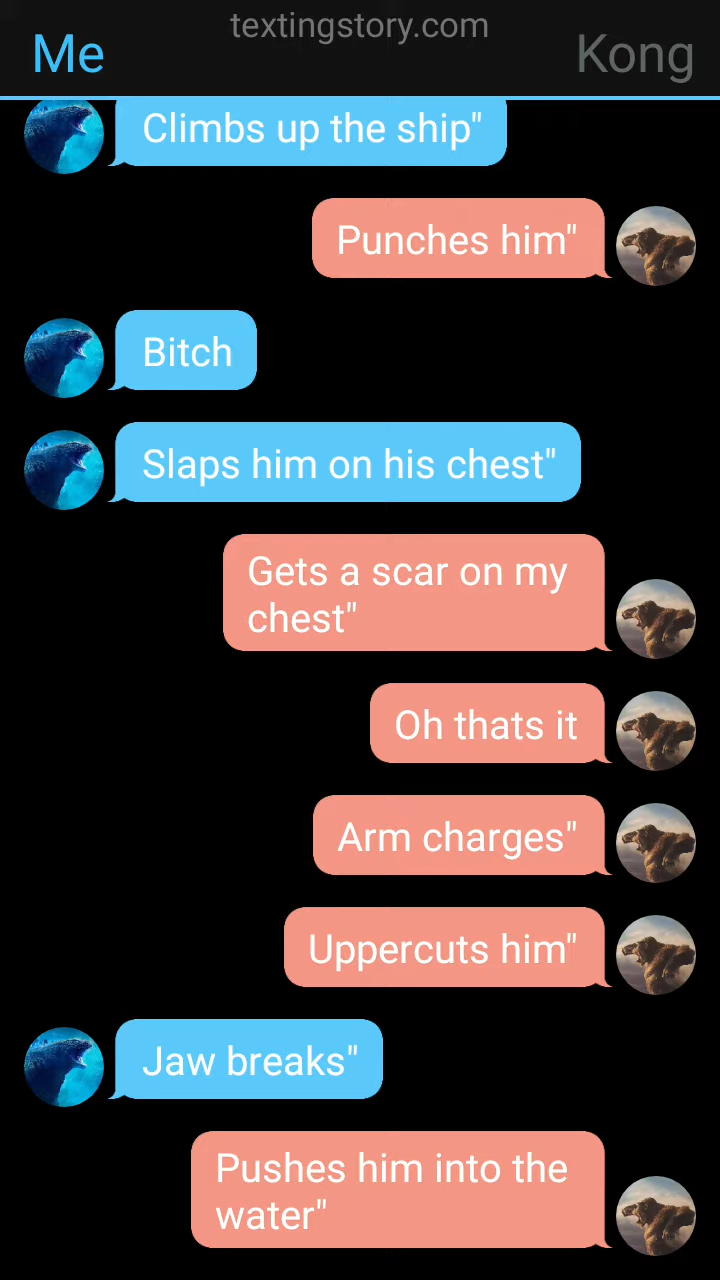 textingstory.com
Me
Kong
Climbs up the ship"
Punches him"
Bitch
Slaps him on his chest"
Gets a scar on my
chest"
Oh thats it
Arm charges"
Uppercuts him"
Jaw breaks"
Pushes him into the
water"